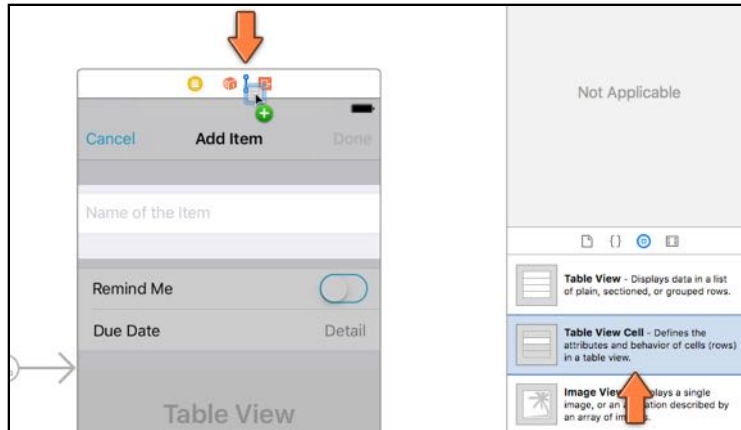 Cancel Add Item Done
Name of the Item
Remind Me
Due Date Detail
Table View
Not Applicable
{}
Table View - Displays data in a list
of plain, sectioned, or grouped rows.
Table View Cell - Defines the
attributes and behavior of cells (rows)
in a table view.
Image View plays a single
image, or an ation described by
an array of im s.